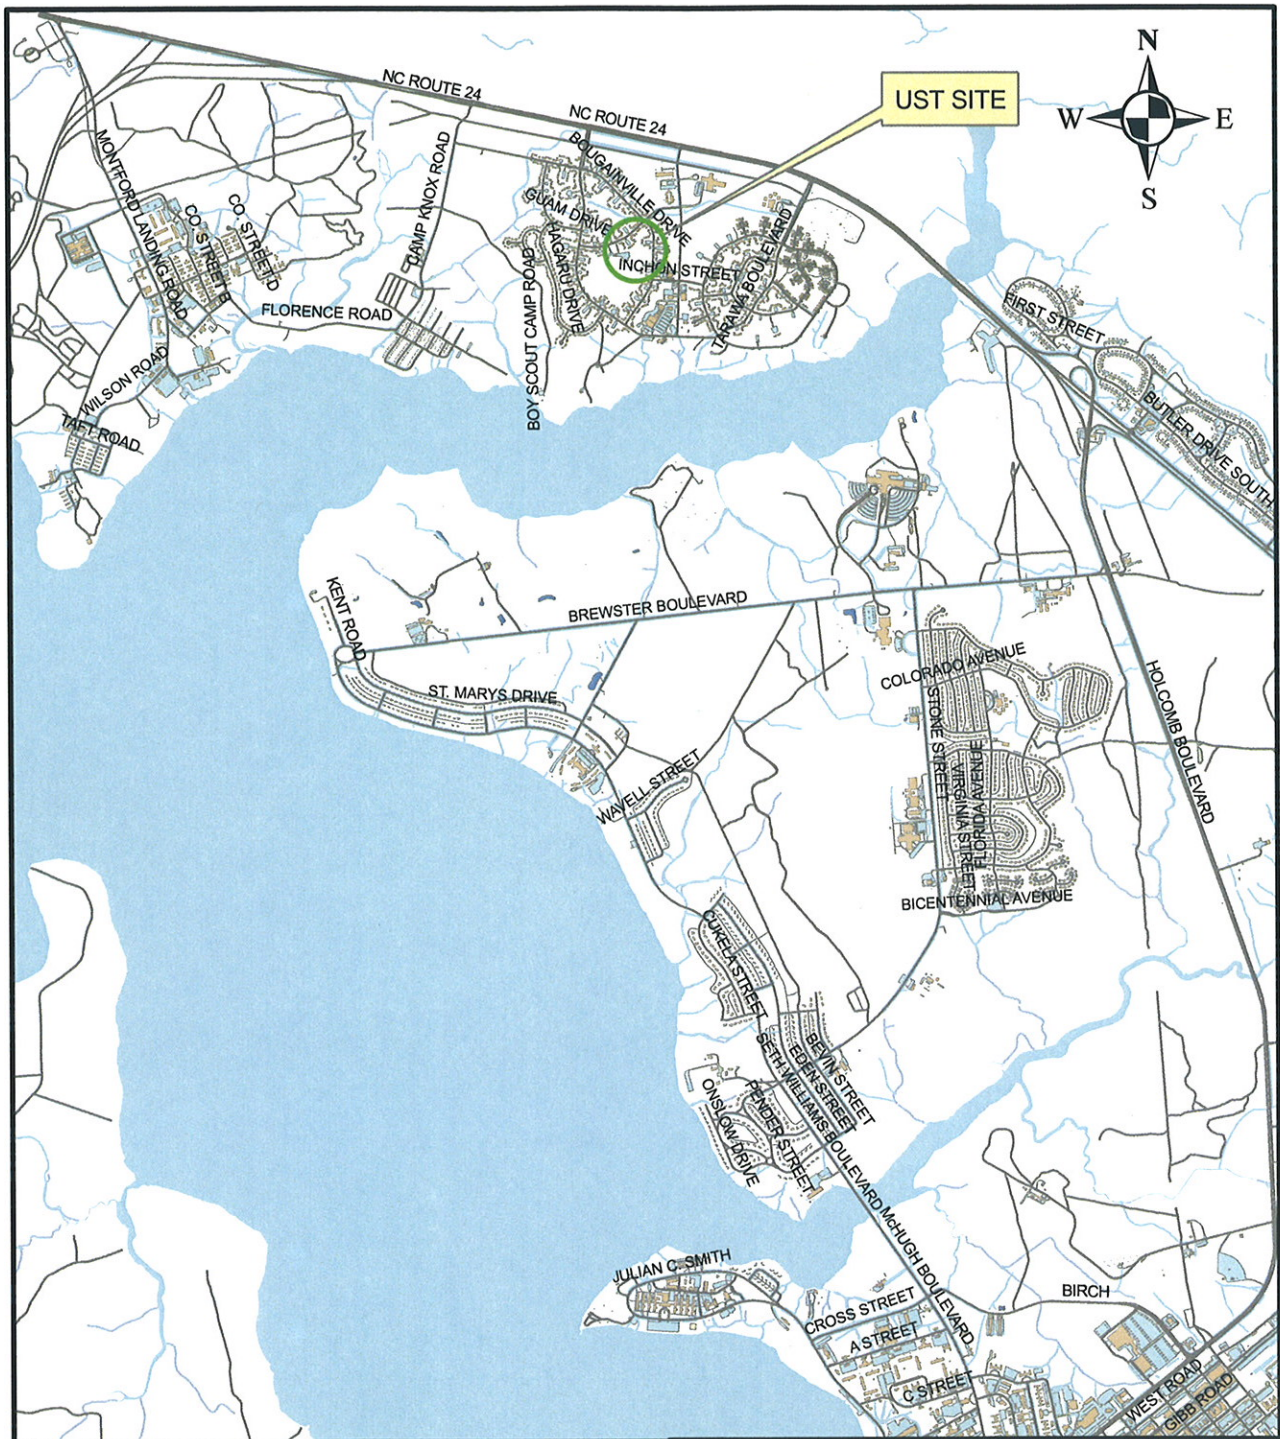 N
UST SITE
W
E
S
NC ROUTE 24
NC ROUTE 24
MONTFORD LANDING ROAD
CO. STREET B
CO. STREET D
CAMP KNOX ROAD
BOUGAINVILLE DRIVE
GUAM DRIVE
HAGARU DRIVE
INCHON STREET
TARAWA BOULEVARD
BOY SCOUT CAMP ROAD
FLORENCE ROAD
WILSON ROAD
TAFT ROAD
FIRST STREET
BUTLER DRIVE SOUTH
KENT ROAD
BREWSTER BOULEVARD
ST. MARYS DRIVE
COLORADO AVENUE
STONE STREET
VIRGINIA STREET
FLORIDA AVENUE
HOLCOMB BOULEVARD
WAVELL STREET
BICENTENNIAL AVENUE
CUKELA STREET
SETH WILLIAMS BOULEVARD
EDEN STREET
BEVIN STREET
ONSLOW DRIVE
PENDER STREET
McHUGH BOULEVARD
JULIAN C. SMITH
CROSS STREET
A STREET
C STREET
BIRCH
WEST ROAD
GIBB ROAD